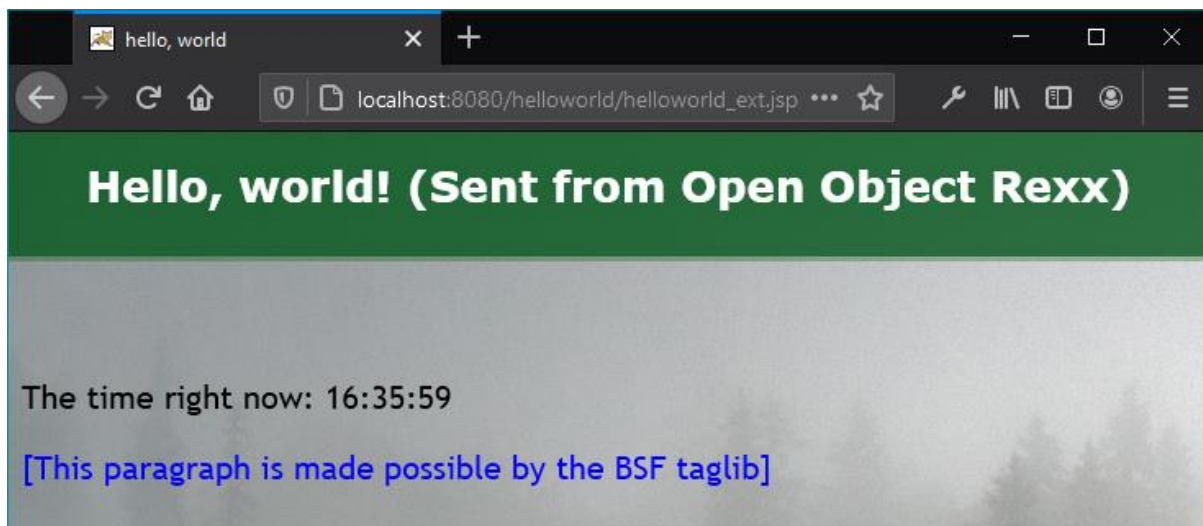 hello, world
localhost:8080/helloworld/helloworld_ext.jsp
Hello, world! (Sent from Open Object Rexx)
The time right now: 16:35:59
[This paragraph is made possible by the BSF taglib]